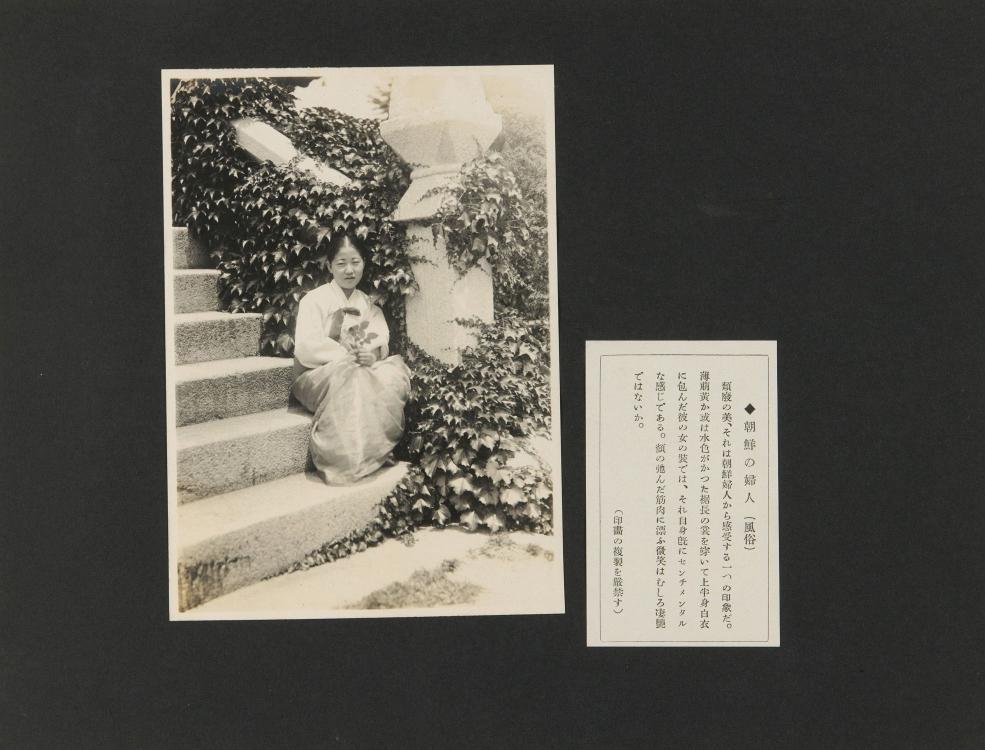 ◆朝鮮の婦人（風俗）
頽廢の美、それは朝鮮婦人から感受する一つの印象だ。
薄萠黄か或は水色がかつた裾長の裳を穿いて上半身白衣
に包んだ彼の女の裝では、それ自身既にセンチメンタル
な感じである。頰の弛んだ筋肉に漂ふ微笑はむしろ凄艶
ではないか。
（印畫の複製を嚴禁す）